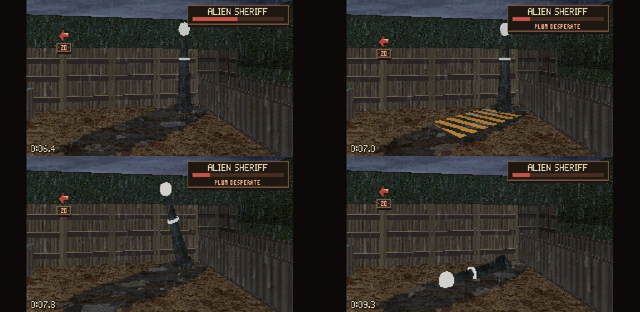 ALIEN SHERIFF
20
0:06.4
ALIEN SHERIFF
PLUM DESPERATE
20
0:07.0
ALIEN SHERIFF
PLUM DESPERATE
20
0:07.8
ALIEN SHERIFF
20
0:09.3